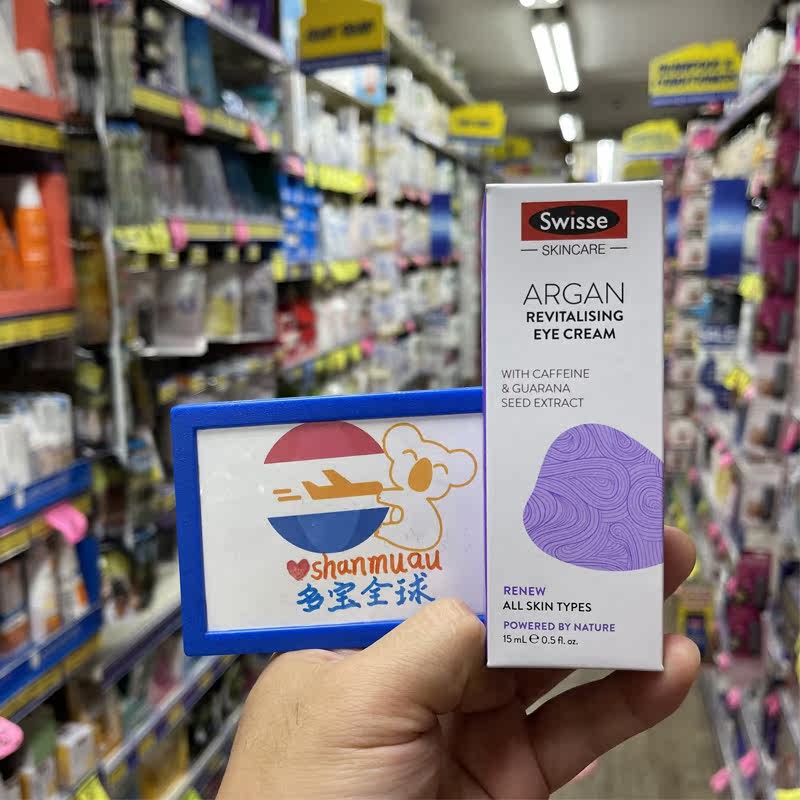 Swisse
SKINCARE
ARGAN
REVITALISING
EYE CREAM
WITH CAFFEINE
& GUARANA
SEED EXTRACT
RENEW
ALL SKIN TYPES
POWERED BY NATURE
15 mL ℮ 0.5 fl. oz.
shanmuau
多宝全球